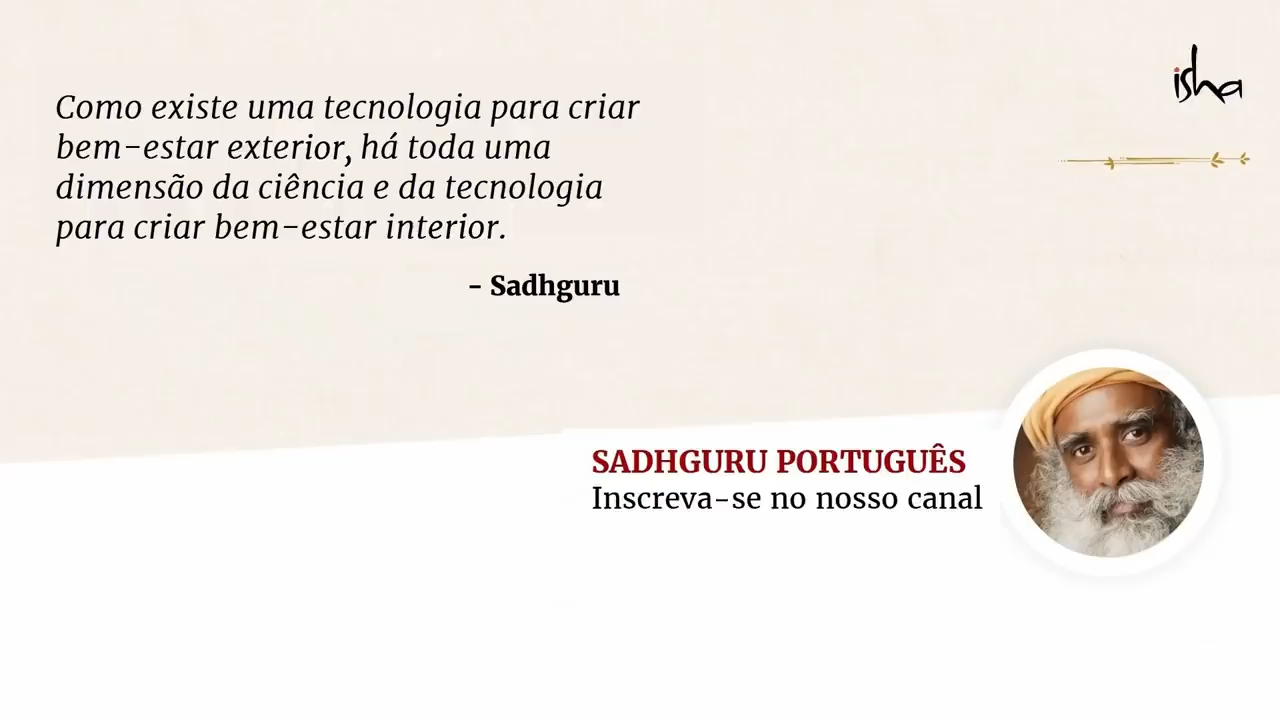 isha
Como existe uma tecnologia para criar
bem-estar exterior, há toda uma
dimensão da ciência e da tecnologia
para criar bem-estar interior.
- Sadhguru
SADHGURU PORTUGUÊS
Inscreva-se no nosso canal